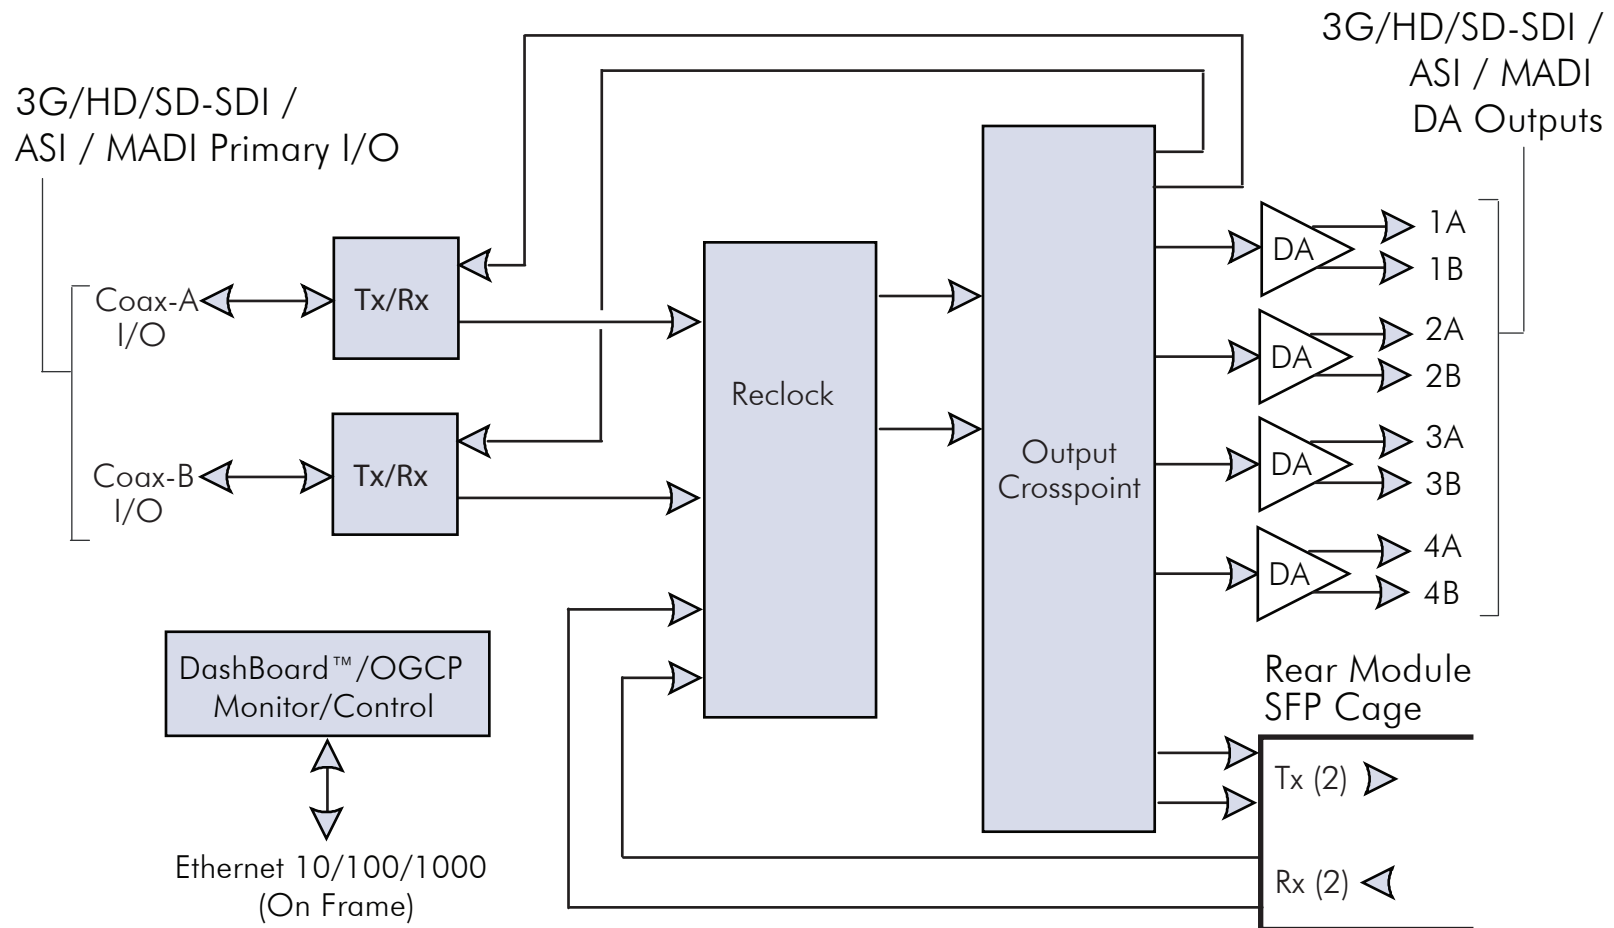 3G/HD/SD-SDI /
ASI / MADI Primary I/O
3G/HD/SD-SDI /
ASI / MADI
DA Outputs
Coax-A
I/O
Tx/Rx
Coax-B
I/O
Tx/Rx
Reclock
Output
Crosspoint
DA
1A
1B
DA
2A
2B
DA
3A
3B
DA
4A
4B
DashBoard™/OGCP
Monitor/Control
Ethernet 10/100/1000
(On Frame)
Rear Module
SFP Cage
Tx (2)
Rx (2)